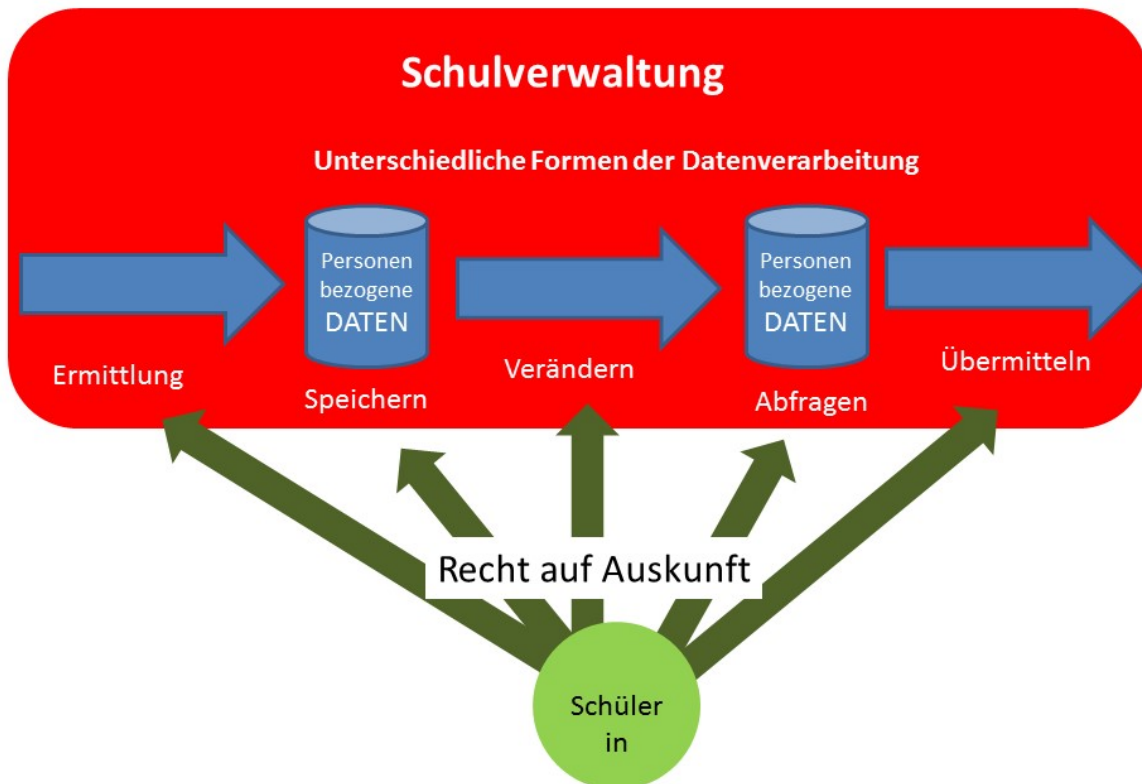 Schulverwaltung
Unterschiedliche Formen der Datenverarbeitung
Ermittlung
Personen
bezogene
DATEN
Speichern
Verändern
Personen
bezogene
DATEN
Abfragen
Übermitteln
Recht auf Auskunft
Schüler
in